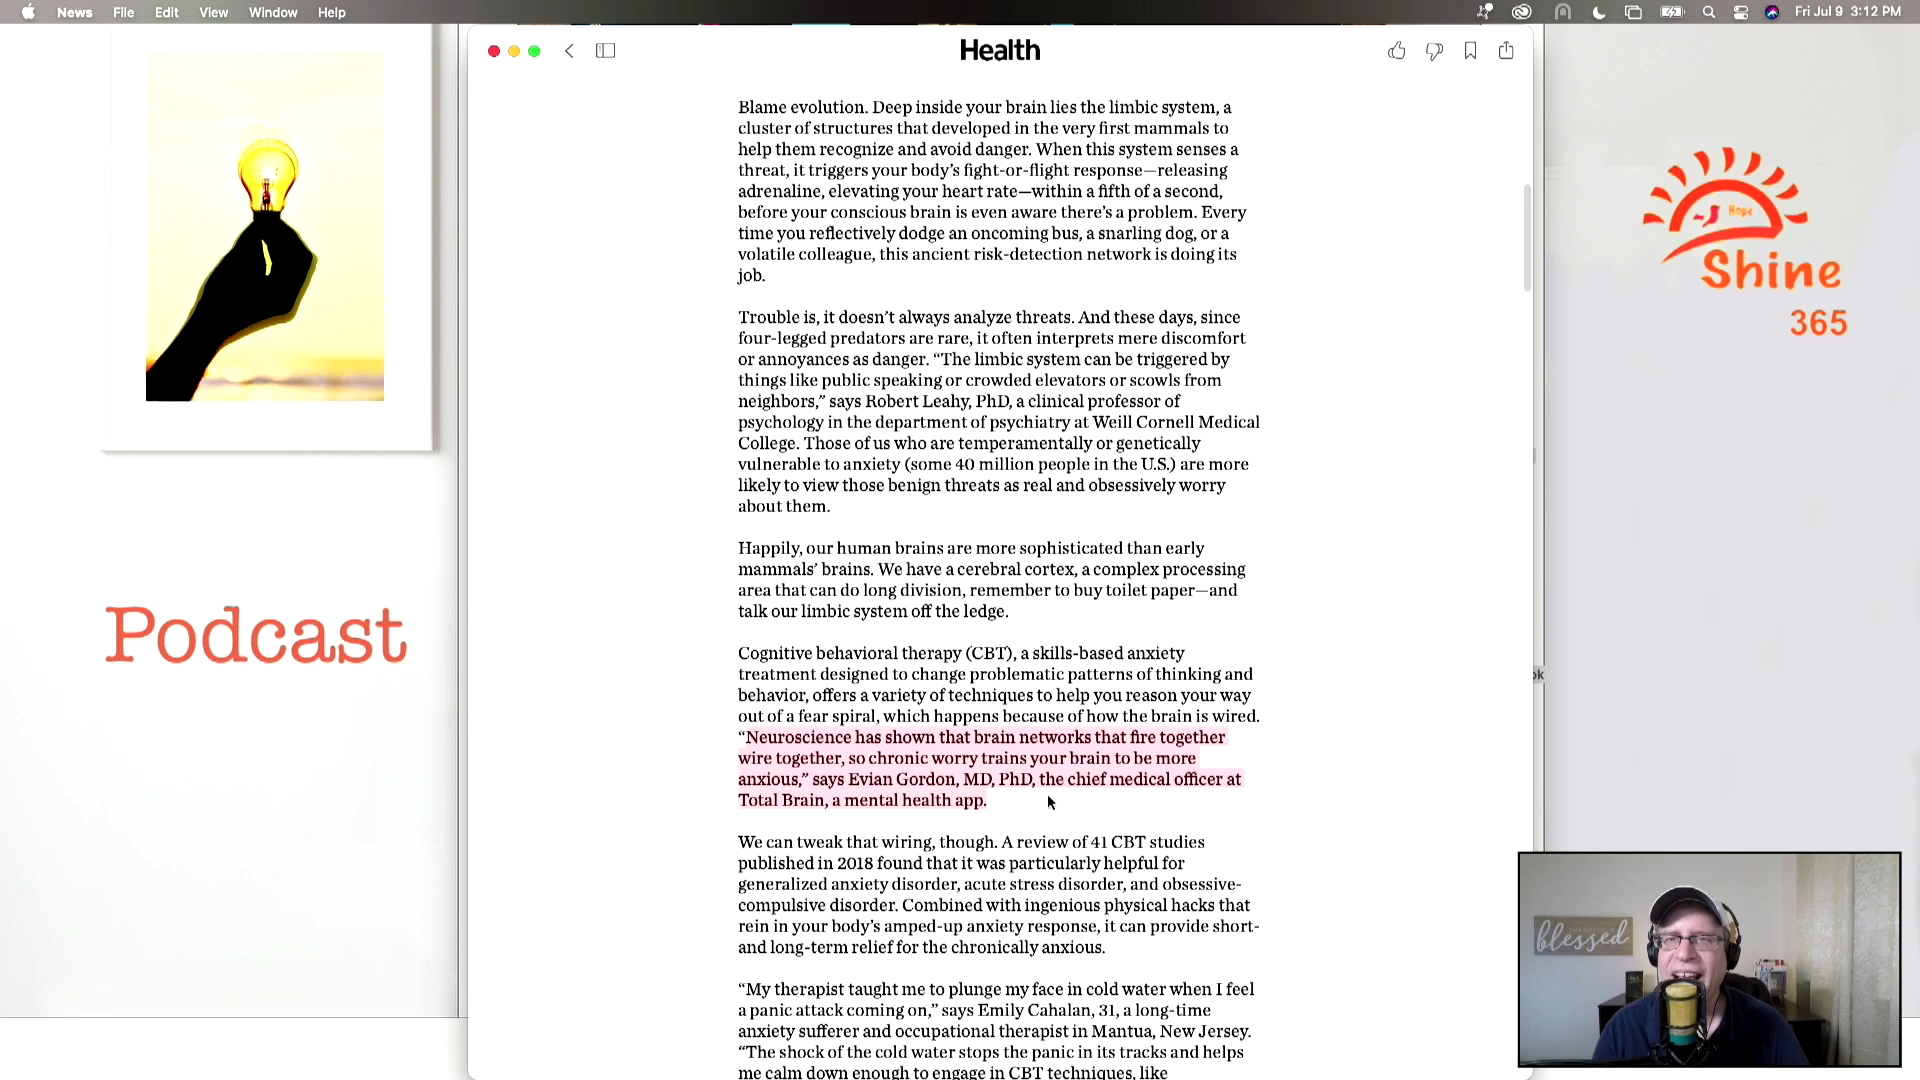 News File Edit View Window Help
Fri Jul 9 3:12 PM
Health
Blame evolution. Deep inside your brain lies the limbic system, a
cluster of structures that developed in the very first mammals to
help them recognize and avoid danger. When this system senses a
threat, it triggers your body’s fight-or-flight response—releasing
adrenaline, elevating your heart rate—within a fifth of a second,
before your conscious brain is even aware there’s a problem. Every
time you reflectively dodge an oncoming bus, a snarling dog, or a
volatile colleague, this ancient risk-detection network is doing its
job.
Trouble is, it doesn’t always analyze threats. And these days, since
four-legged predators are rare, it often interprets mere discomfort
or annoyances as danger. “The limbic system can be triggered by
things like public speaking or crowded elevators or scowls from
neighbors,” says Robert Leahy, PhD, a clinical professor of
psychology in the department of psychiatry at Weill Cornell Medical
College. Those of us who are temperamentally or genetically
vulnerable to anxiety (some 40 million people in the U.S.) are more
likely to view those benign threats as real and obsessively worry
about them.
Happily, our human brains are more sophisticated than early
mammals’ brains. We have a cerebral cortex, a complex processing
area that can do long division, remember to buy toilet paper—and
talk our limbic system off the ledge.
Cognitive behavioral therapy (CBT), a skills-based anxiety
treatment designed to change problematic patterns of thinking and
behavior, offers a variety of techniques to help you reason your way
out of a fear spiral, which happens because of how the brain is wired.
“Neuroscience has shown that brain networks that fire together
wire together, so chronic worry trains your brain to be more
anxious,” says Evian Gordon, MD, PhD, the chief medical officer at
Total Brain, a mental health app.
We can tweak that wiring, though. A review of 41 CBT studies
published in 2018 found that it was particularly helpful for
generalized anxiety disorder, acute stress disorder, and obsessive-
compulsive disorder. Combined with ingenious physical hacks that
rein in your body’s amped-up anxiety response, it can provide short-
and long-term relief for the chronically anxious.
“My therapist taught me to plunge my face in cold water when I feel
a panic attack coming on,” says Emily Cahalan, 31, a long-time
anxiety sufferer and occupational therapist in Mantua, New Jersey.
“The shock of the cold water stops the panic in its tracks and helps
me calm down enough to engage in CBT techniques, like
Podcast
Hope
Shine
365
ok
blessed